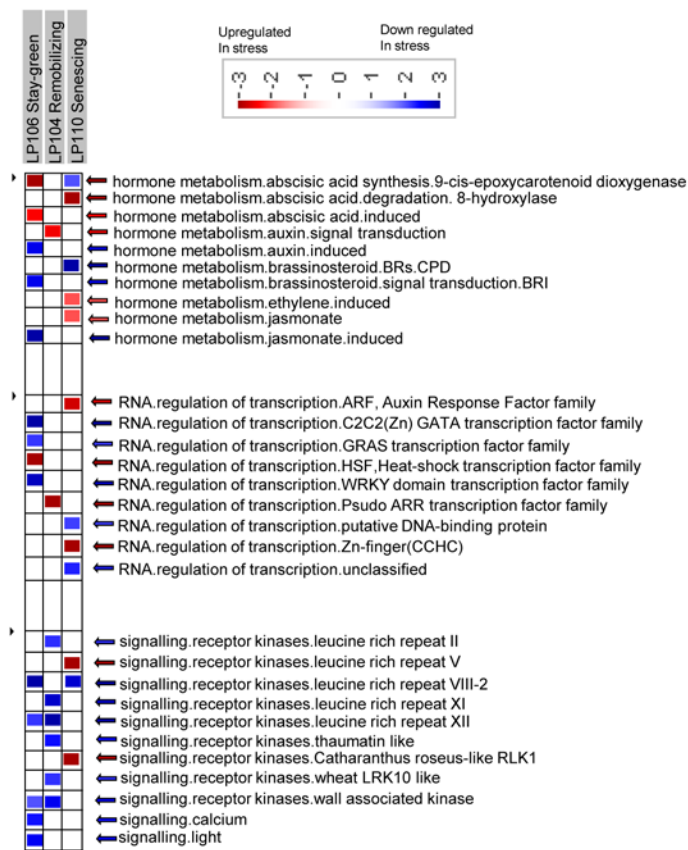 Upregulated
In stress
Down regulated
In stress
-3 -2 -1 0 1 2 3
LP106 Stay-green
LP104 Remobilizing
LP110 Senescing
hormone metabolism.abscisic acid synthesis.9-cis-epoxycarotenoid dioxygenase
hormone metabolism.abscisic acid.degradation. 8-hydroxylase
hormone metabolism.abscisic acid.induced
hormone metabolism.auxin.signal transduction
hormone metabolism.auxin.induced
hormone metabolism.brassinosteroid.BRs.CPD
hormone metabolism.brassinosteroid.signal transduction.BRI
hormone metabolism.ethylene.induced
hormone metabolism.jasmonate
hormone metabolism.jasmonate.induced
RNA.regulation of transcription.ARF, Auxin Response Factor family
RNA.regulation of transcription.C2C2(Zn) GATA transcription factor family
RNA.regulation of transcription.GRAS transcription factor family
RNA.regulation of transcription.HSF,Heat-shock transcription factor family
RNA.regulation of transcription.WRKY domain transcription factor family
RNA.regulation of transcription.Psudo ARR transcription factor family
RNA.regulation of transcription.putative DNA-binding protein
RNA.regulation of transcription.Zn-finger(CCHC)
RNA.regulation of transcription.unclassified
signalling.receptor kinases.leucine rich repeat II
signalling.receptor kinases.leucine rich repeat V
signalling.receptor kinases.leucine rich repeat VIII-2
signalling.receptor kinases.leucine rich repeat XI
signalling.receptor kinases.leucine rich repeat XII
signalling.receptor kinases.thaumatin like
signalling.receptor kinases.Catharanthus roseus-like RLK1
signalling.receptor kinases.wheat LRK10 like
signalling.receptor kinases.wall associated kinase
signalling.calcium
signalling.light